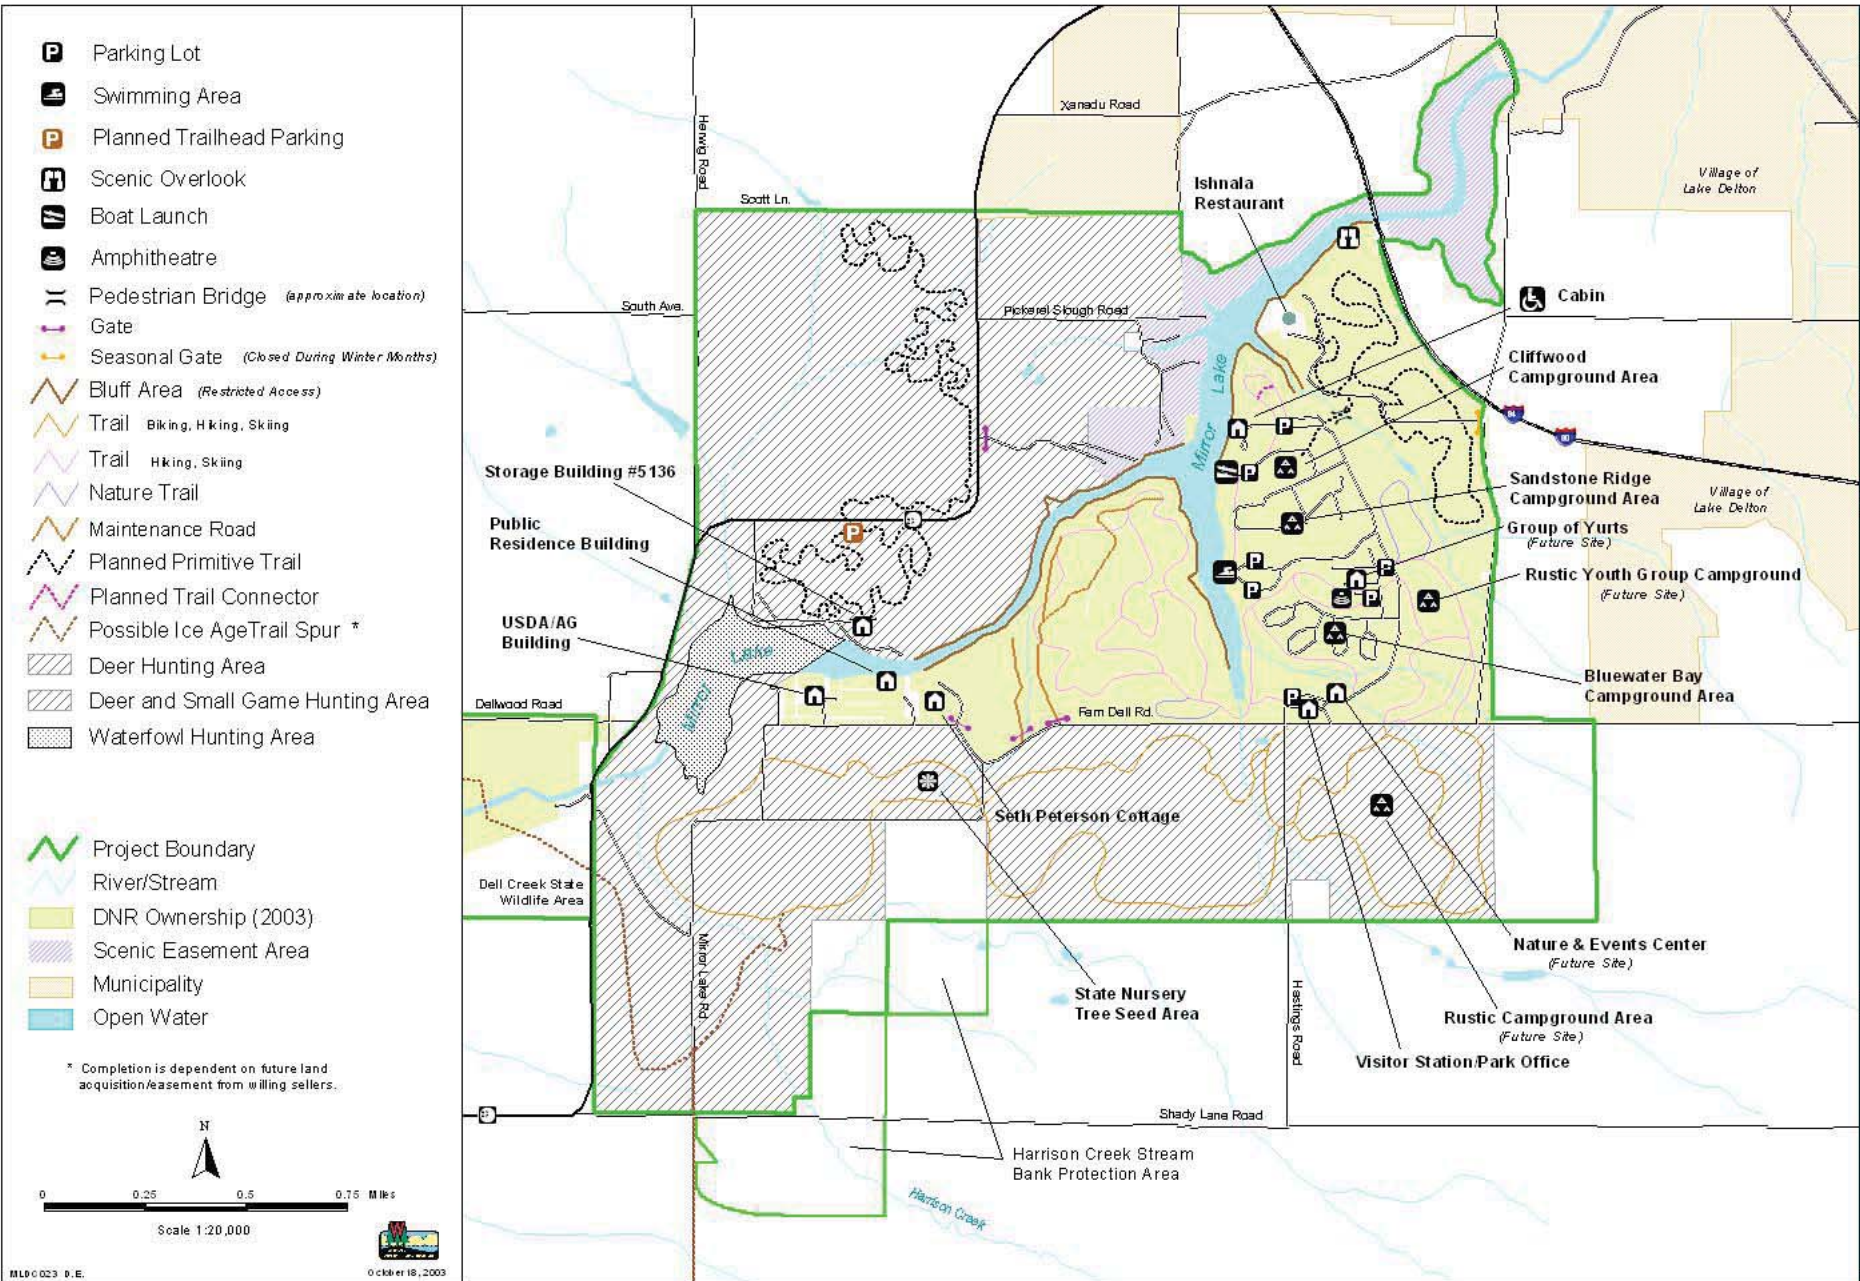 Parking Lot
Swimming Area
Planned Trailhead Parking
Scenic Overlook
Boat Launch
Amphitheatre
Pedestrian Bridge (approximate location)
Gate
Seasonal Gate (Closed During Winter Months)
Bluff Area (Restricted Access)
Trail Biking, Hiking, Skiing
Trail Hiking, Skiing
Nature Trail
Maintenance Road
Planned Primitive Trail
Planned Trail Connector
Possible Ice AgeTrail Spur *
Deer Hunting Area
Deer and Small Game Hunting Area
Waterfowl Hunting Area
Project Boundary
River/Stream
DNR Ownership (2003)
Scenic Easement Area
Municipality
Open Water
* Completion is dependent on future land
acquisition/easement from willing sellers.
N
0 0.25 0.5 0.75 Miles
Scale 1:20,000
W
MLDC023 D.E.
October 18, 2003
Xanadu Road
Herwig Road
Scott Ln.
Ishnala
Restaurant
Village of
Lake Delton
South Ave.
Pickerel Slough Road
Cabin
Cliffwood
Campground Area
Mirror Lake
Storage Building #5136
Public
Residence Building
Sandstone Ridge
Campground Area
Village of
Lake Delton
Group of Yurts
(Future Site)
Rustic Youth Group Campground
(Future Site)
USDA/AG
Building
Mirror Lake
Bluewater Bay
Campground Area
Dellwood Road
Fern Dell Rd.
Seth Peterson Cottage
Dell Creek State
Wildlife Area
Mirror Lake Rd.
Nature & Events Center
(Future Site)
State Nursery
Tree Seed Area
Hastings Road
Rustic Campground Area
(Future Site)
Visitor Station/Park Office
Shady Lane Road
Harrison Creek Stream
Bank Protection Area
Harrison Creek